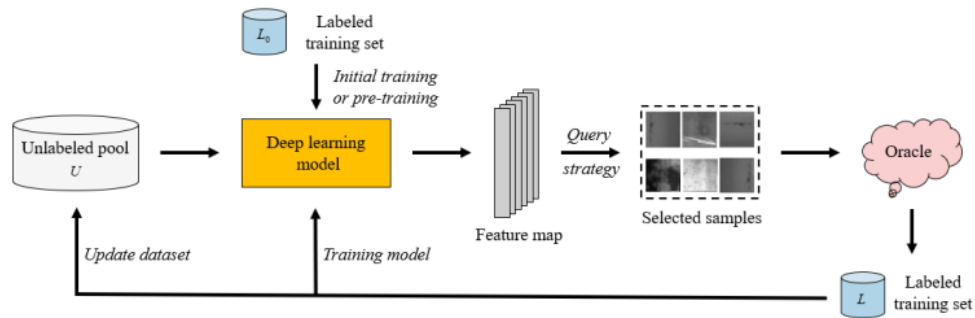 L₀
Labeled
training set
Initial training
or pre-training
Unlabeled pool
U
Deep learning
model
Feature map
Query
strategy
Selected samples
Oracle
Update dataset
Training model
L
Labeled
training set